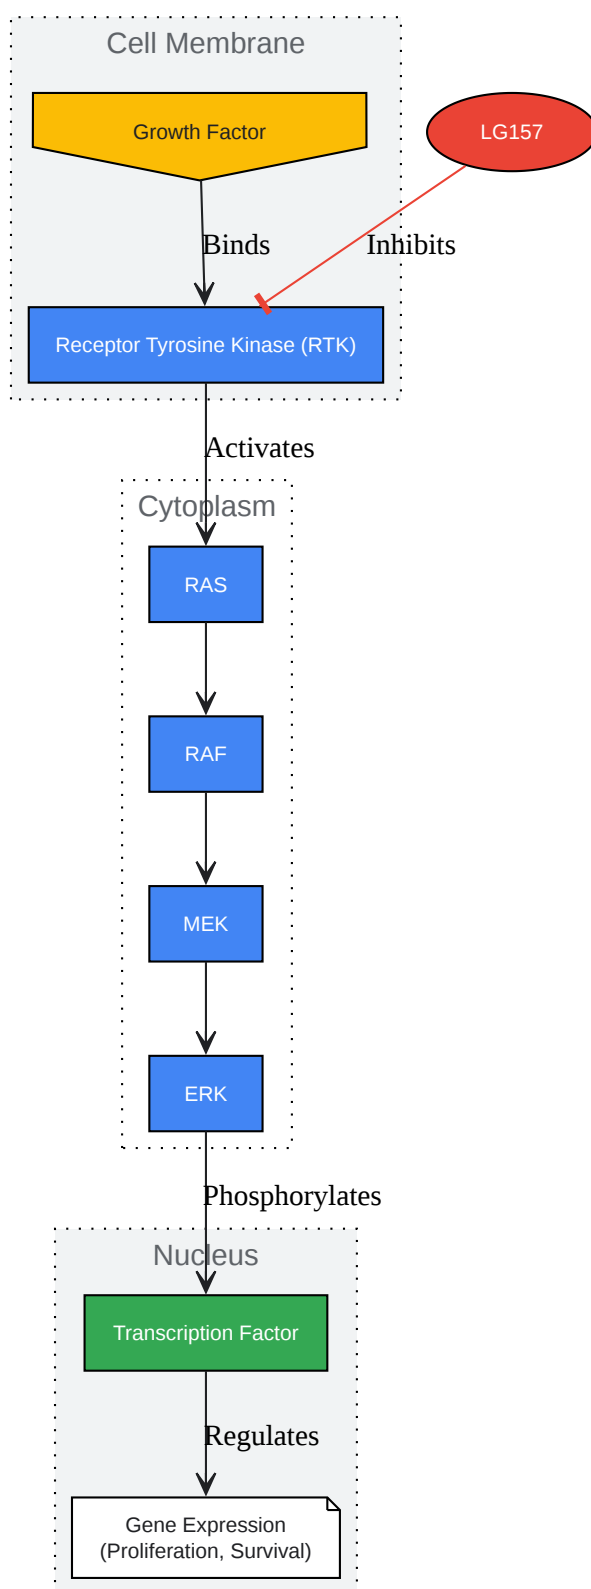 Cell Membrane
Growth Factor
LG157
Binds
Inhibits
Receptor Tyrosine Kinase (RTK)
Activates
Cytoplasm
RAS
RAF
MEK
ERK
Phosphorylates
Nucleus
Transcription Factor
Regulates
Gene Expression
(Proliferation, Survival)